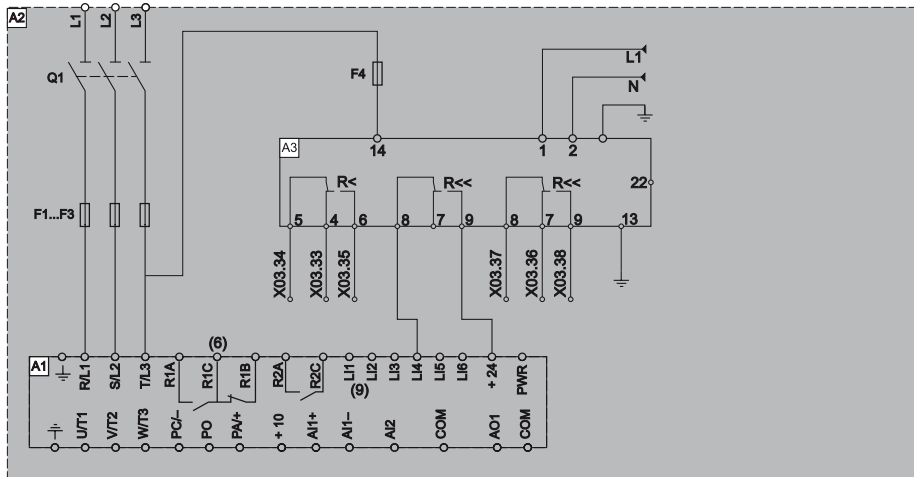 A2
L1 L2 L3
Q1
F4
L1
N
A3
14 1 2
R< R<< R<<
22
5 4 6 8 7 9 8 7 9 13
F1...F3
X03.34 X03.33 X03.35 X03.37 X03.36 X03.38
(6)
A1
R/L1 S/L2 T/L3 R1A R1C R1B R2A R2C LI1 LI2 LI3 LI4 LI5 LI6 + 24 PWR
(9)
U/T1 V/T2 W/T3 PC/– PO PA/+ + 10 AI1+ AI1– AI2 COM AO1 COM